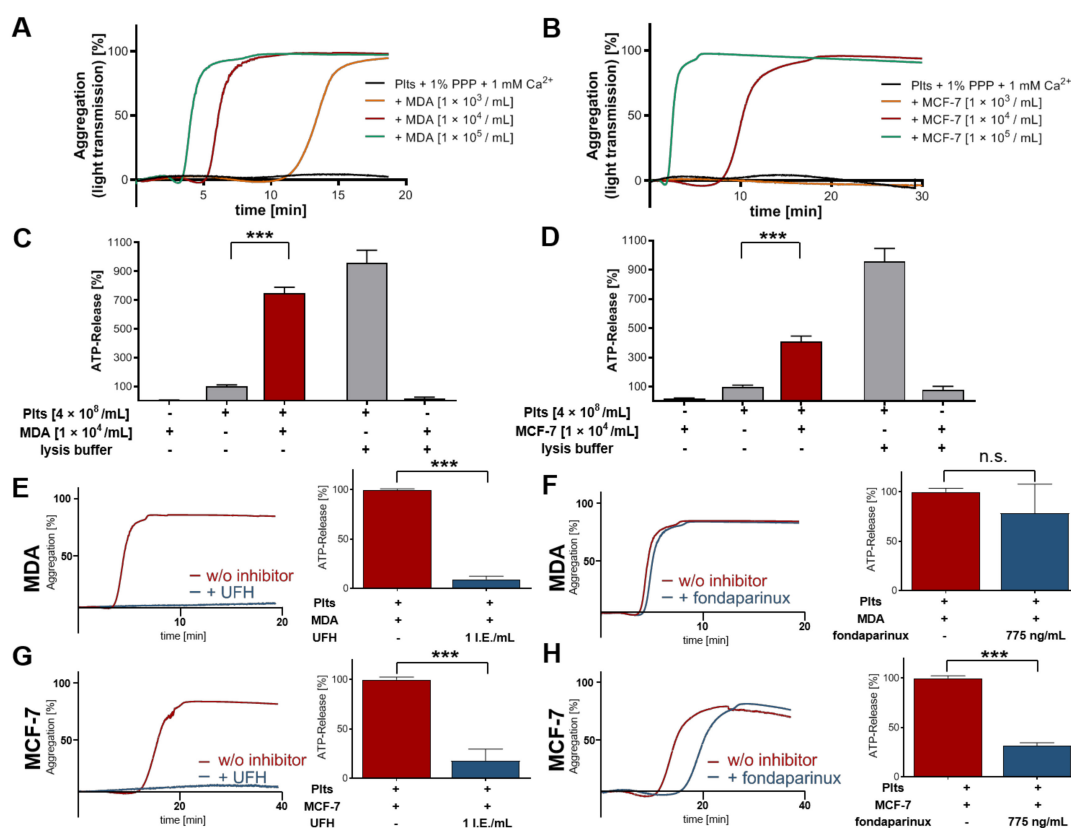 A
Aggregation
(light transmission) [%]
100
50
0
5
10
15
20
time [min]
Plts + 1% PPP + 1 mM Ca²⁺
+ MDA [1 × 10³ / mL]
+ MDA [1 × 10⁴ / mL]
+ MDA [1 × 10⁵ / mL]
B
Aggregation
(light transmission) [%]
100
50
0
10
20
30
time [min]
Plts + 1% PPP + 1 mM Ca²⁺
+ MCF-7 [1 × 10³ / mL]
+ MCF-7 [1 × 10⁴ / mL]
+ MCF-7 [1 × 10⁵ / mL]
C
ATP-Release [%]
1100
900
700
500
300
100
***
Plts [4 × 10⁸/mL] - + + + -
MDA [1 × 10⁴/mL] + - + - +
lysis buffer - - - + +
D
ATP-Release [%]
1100
900
700
500
300
100
***
Plts [4 × 10⁸/mL] - + + + -
MCF-7 [1 × 10⁴/mL] + - + - +
lysis buffer - - - + +
E
MDA
Aggregation [%]
100
50
10
20
time [min]
w/o inhibitor
+ UFH
ATP-Release [%]
100
50
0
***
Plts + +
MDA + +
UFH - 1 I.E./mL
F
MDA
Aggregation [%]
100
50
10
20
time [min]
w/o inhibitor
+ fondaparinux
ATP-Release [%]
100
50
0
n.s.
Plts + +
MDA + +
fondaparinux - 775 ng/mL
G
MCF-7
Aggregation [%]
100
50
20
40
time [min]
w/o inhibitor
+ UFH
ATP-Release [%]
100
50
0
***
Plts + +
MCF-7 + +
UFH - 1 I.E./mL
H
MCF-7
Aggregation [%]
100
50
20
40
time [min]
w/o inhibitor
+ fondaparinux
ATP-Release [%]
100
50
0
***
Plts + +
MCF-7 + +
fondaparinux - 775 ng/mL